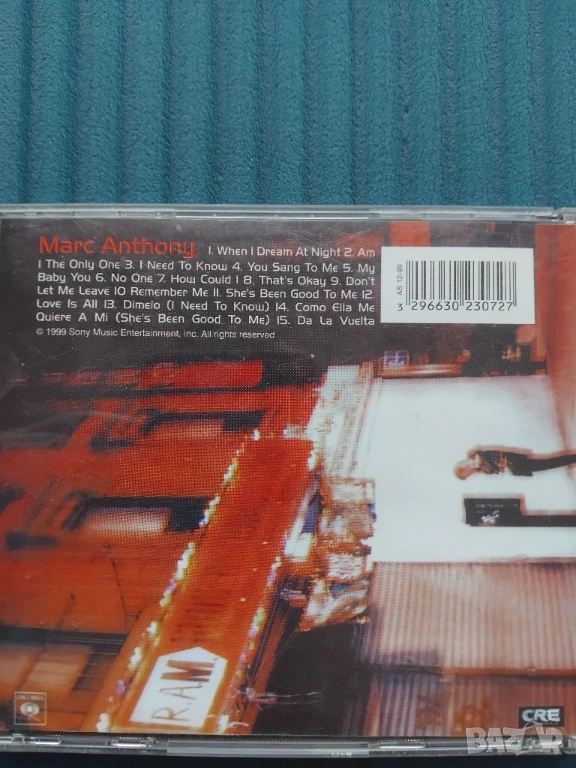 Marc Anthony 1. When I Dream At Night 2. Am
I The Only One 3. I Need To Know 4. You Sang To Me 5. My
Baby You 6. No One 7. How Could I 8. That's Okay 9. Don't
Let Me Leave 10 Remember Me 11. She's Been Good To Me 12.
Love Is All 13. Dimelo (I Need To Know) 14. Como Ella Me
Quiere A Mi (She's Been Good To Me) 15. Da La Vuelta
© 1999 Sony Music Entertainment, Inc. All rights reserved
AS 12-99
3 296630 230727
R.A.M.
CRE
BAZAR